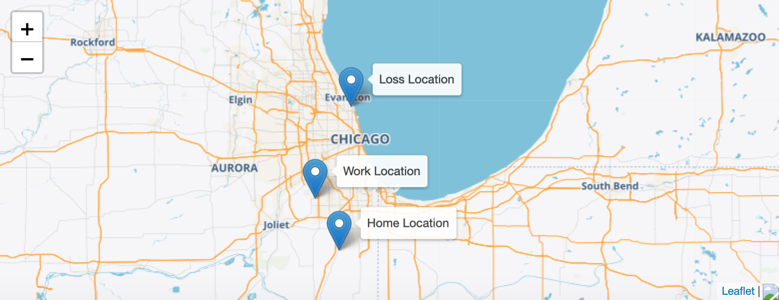 +
−
Rockford
KALAMAZOO
Loss Location
Elgin
Evanston
CHICAGO
AURORA
Work Location
South Bend
Joliet
Home Location
Leaflet |